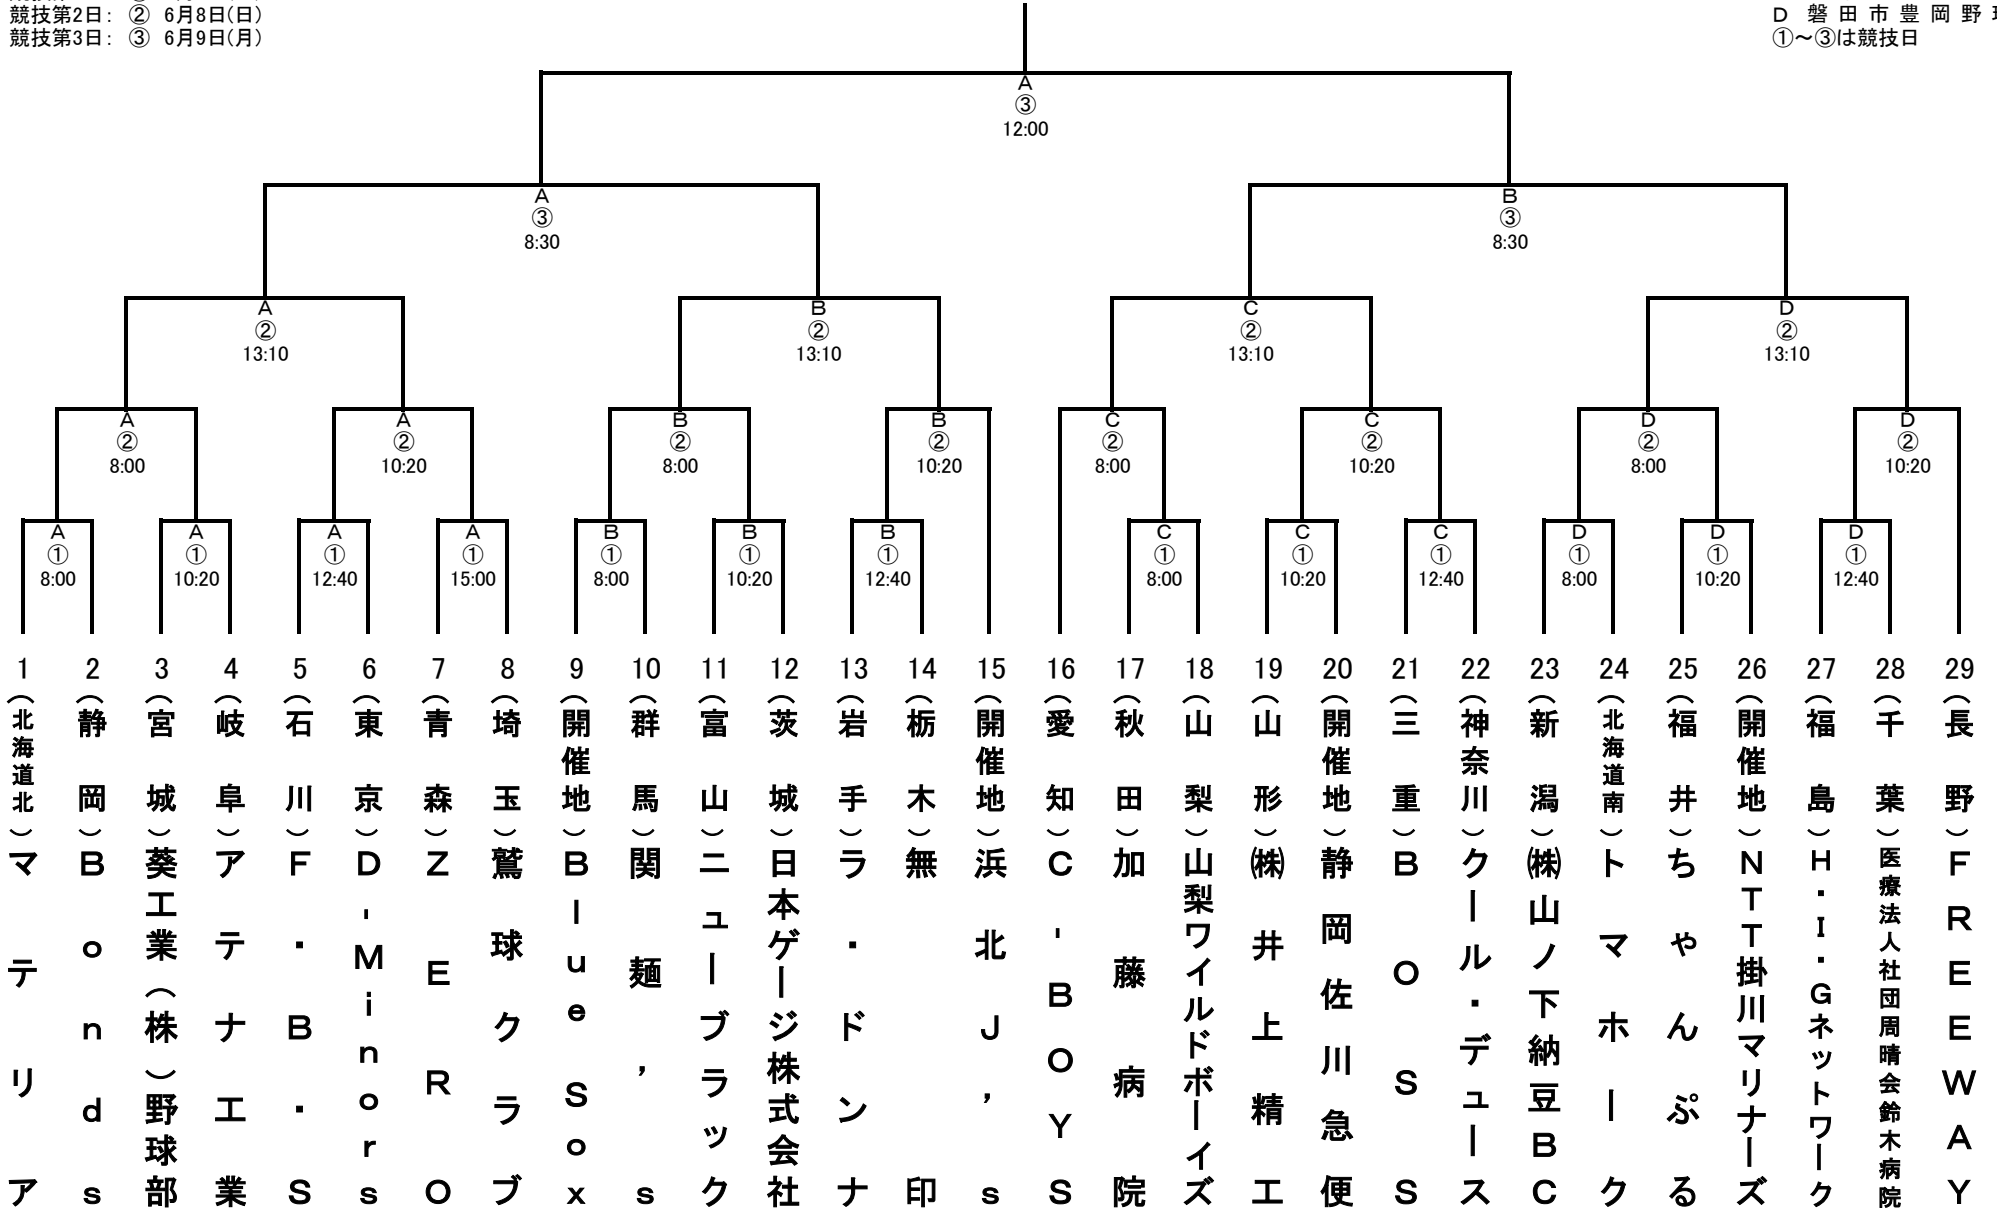 競技第2日： ② 6月8日(日)
競技第3日： ③ 6月9日(月)
D 磐田市豊岡野
①～③は競技日
A
③
12:00
A
③
8:30
B
③
8:30
A
②
13:10
B
②
13:10
C
②
13:10
D
②
13:10
A
②
8:00
A
②
10:20
B
②
8:00
B
②
10:20
C
②
8:00
C
②
10:20
D
②
8:00
D
②
10:20
A
①
8:00
A
①
10:20
A
①
12:40
A
①
15:00
B
①
8:00
B
①
10:20
B
①
12:40
C
①
8:00
C
①
10:20
C
①
12:40
D
①
8:00
D
①
10:20
D
①
12:40
1（北海道北）マテリア
2（静岡）Bonds
3（宮城）葵工業（株）野球部
4（岐阜）アテナ工業
5（石川）F・B・S
6（東京）D'Minors
7（青森）ZERO
8（埼玉）鷲球クラブ
9（開催地）Blue Sox
10（群馬）関麺’s
11（富山）ニューブラック
12（茨城）日本ゲージ株式会社
13（岩手）ラ・ドンナ
14（栃木）無印
15（開催地）浜北J’s
16（愛知）C'BOYS
17（秋田）加藤病院
18（山梨）山梨ワイルドボーイズ
19（山形）㈱井上精工
20（開催地）静岡佐川急便
21（三重）BOSS
22（神奈川）クール・デュース
23（新潟）㈱山ノ下納豆BC
24（北海道南）トマホーク
25（福井）ちゃんぷる
26（開催地）NTT掛川マリナーズ
27（福島）H・I・Gネットワーク
28（千葉）医療法人社団周晴会鈴木病院
29（長野）FREEWAY